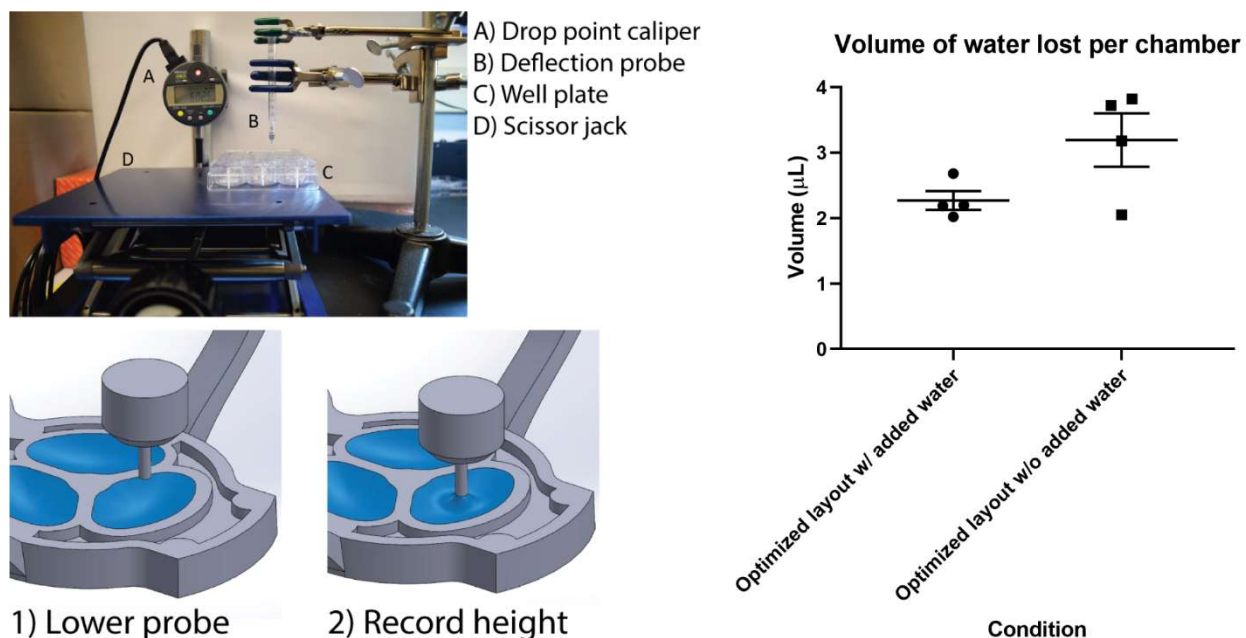 A
B
C
D
A) Drop point caliper
B) Deflection probe
C) Well plate
D) Scissor jack
1) Lower probe
2) Record height
Volume of water lost per chamber
4
3
2
1
0
Volume (μL)
Optimized layout w/ added water
Optimized layout w/o added water
Condition